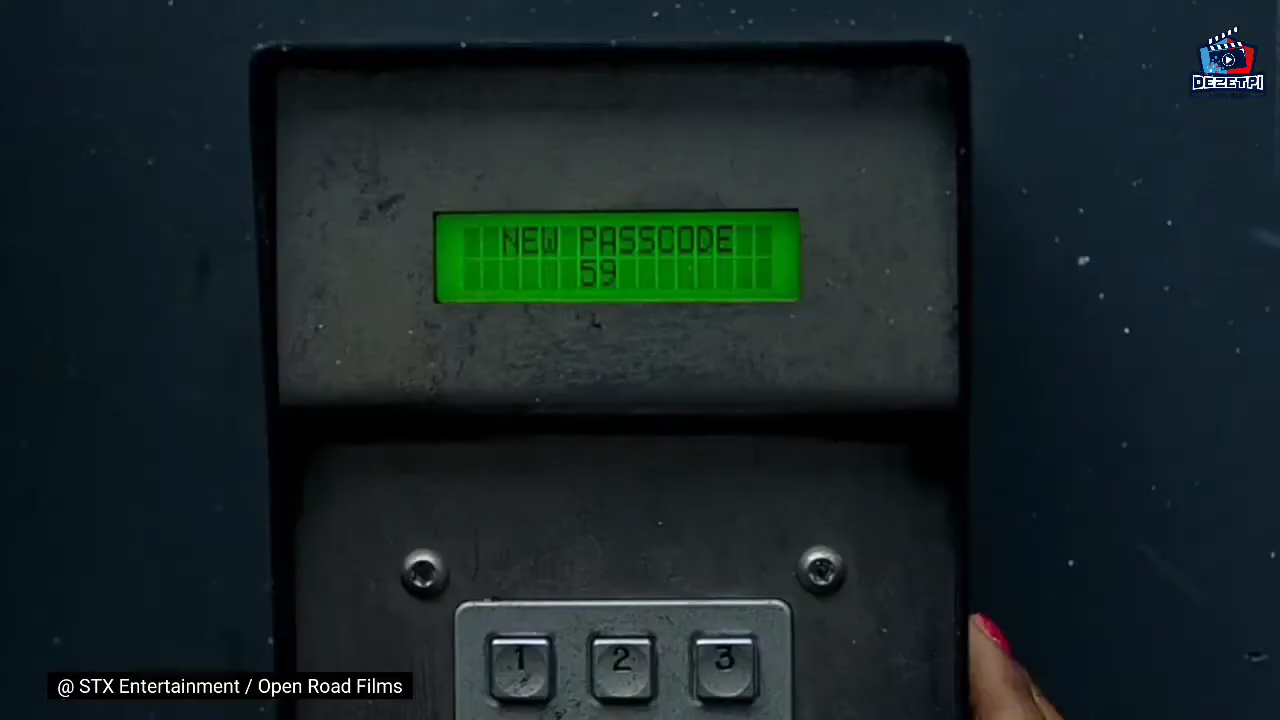 DEZETPI
NEW PASSCODE
59
1 2 3
@ STX Entertainment / Open Road Films